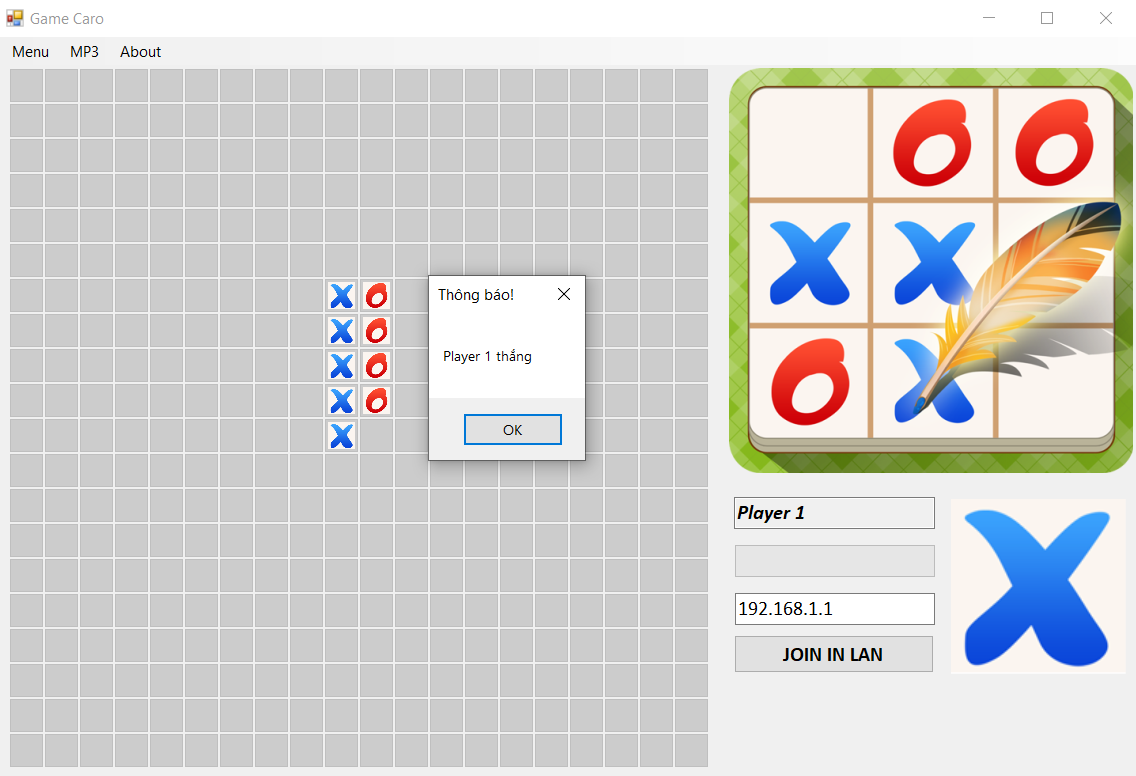 Game Caro
Menu MP3 About
Thông báo!
Player 1 thắng
OK
Player 1
192.168.1.1
JOIN IN LAN